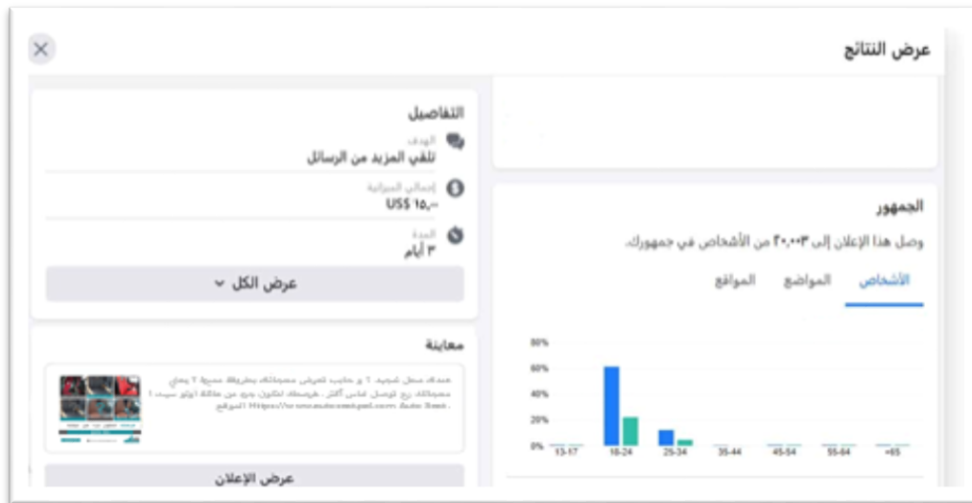 عرض النتائج
الجمهور
وصل هذا الإعلان إلى ٢٠,٠٠٣ من الأشخاص في جمهورك.
الأشخاص المواضع المواقع
80%
60%
40%
20%
0%
13-17 18-24 25-34 35-44 45-54 55-64 +65
التفاصيل
الهدف
تلقي المزيد من الرسائل
إجمالي الميزانية
US$ ١٥,٠٠
المدة
٣ أيام
عرض الكل
معاينة
عرض الإعلان